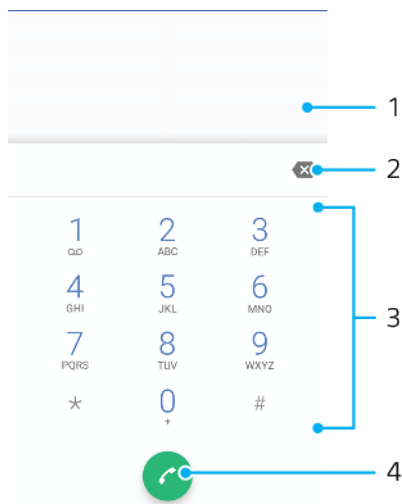 1
2
1 2 3
ABC DEF
4 5 6
GHI JKL MNO
3
7 8 9
PQRS TUV WXYZ
* 0 #
+
4